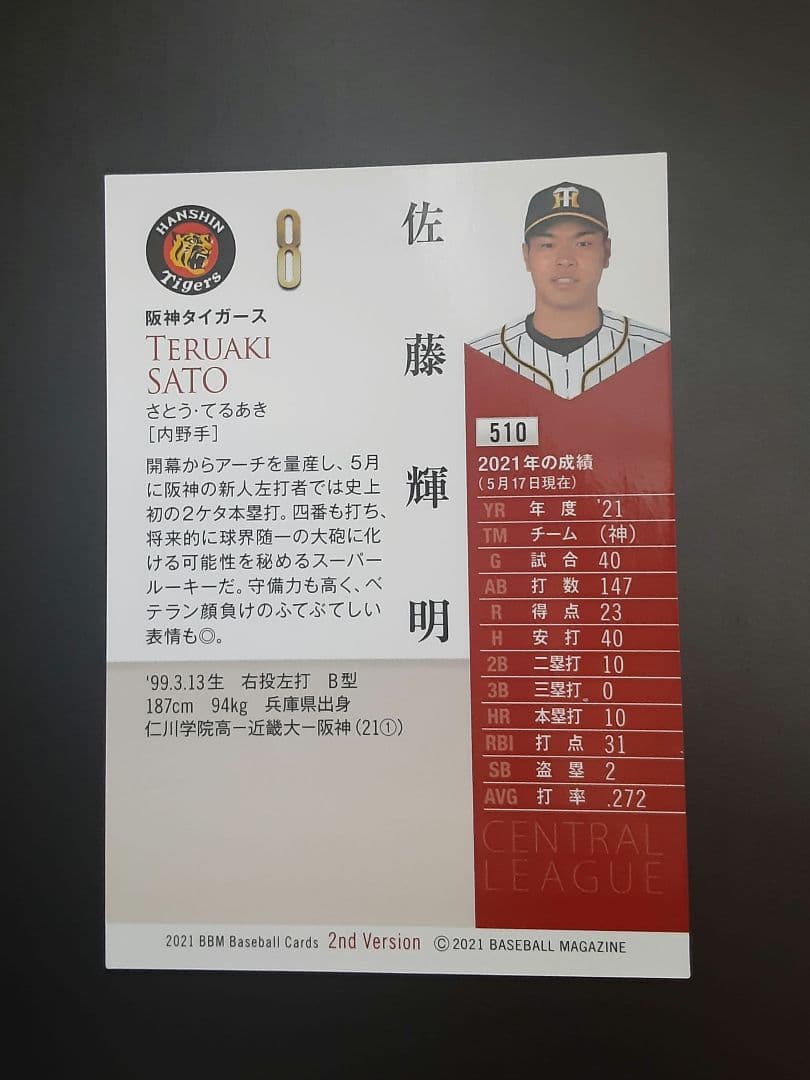 HANSHIN
Tigers
8
阪神タイガース
TERUAKI
SATO
さとう・てるあき
［内野手］
開幕からアーチを量産し、5月
に阪神の新人左打者では史上
初の2ケタ本塁打。四番も打ち、
将来的に球界随一の大砲に化
ける可能性を秘めるスーパー
ルーキーだ。守備力も高く、ベ
テラン顔負けのふてぶてしい
表情も◎。
'99.3.13生 右投左打 B型
187cm 94kg 兵庫県出身
仁川学院高－近畿大－阪神（21①）
佐藤輝明
510
2021年の成績
（5月17日現在）
YR 年度 '21
TM チーム （神）
G 試合 40
AB 打数 147
R 得点 23
H 安打 40
2B 二塁打 10
3B 三塁打 0
HR 本塁打 10
RBI 打点 31
SB 盗塁 2
AVG 打率 .272
CENTRAL
LEAGUE
2021 BBM Baseball Cards 2nd Version ©2021 BASEBALL MAGAZINE